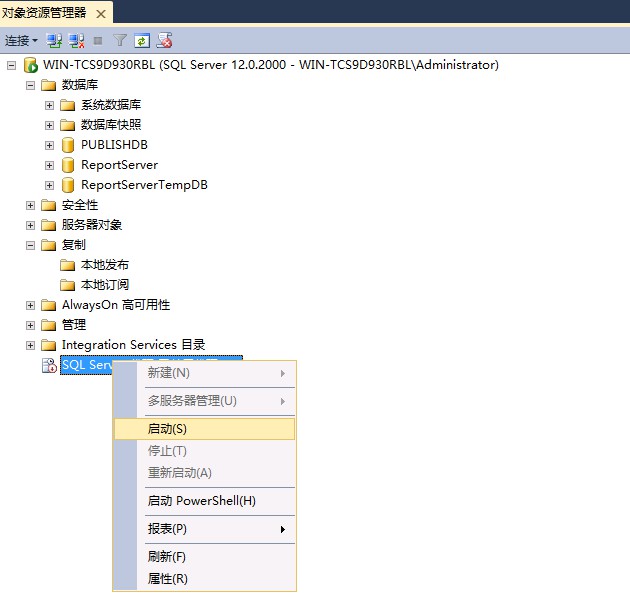 对象资源管理器
连接
WIN-TCS9D930RBL (SQL Server 12.0.2000 - WIN-TCS9D930RBL\Administrator)
数据库
系统数据库
数据库快照
PUBLISHDB
ReportServer
ReportServerTempDB
安全性
服务器对象
复制
本地发布
本地订阅
AlwaysOn 高可用性
管理
Integration Services 目录
SQL Serv
新建(N)
多服务器管理(U)
启动(S)
停止(T)
重新启动(A)
启动 PowerShell(H)
报表(P)
刷新(F)
属性(R)